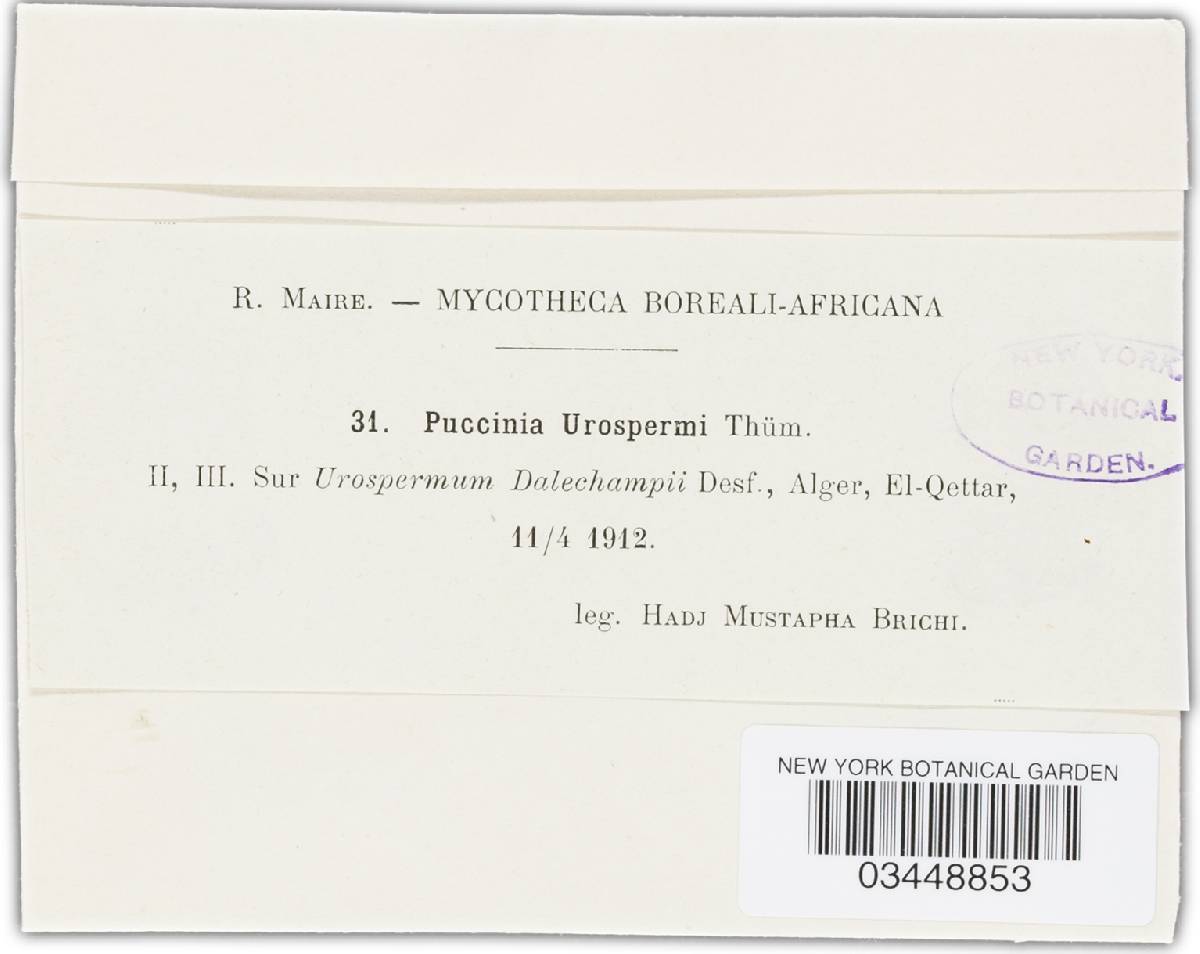 R. MAIRE. — MYCOTHECA BOREALI-AFRICANA
31. Puccinia Urospermi Thüm.
II, III. Sur Urospermum Dalechampii Desf., Alger, El-Qettar,
11/4 1912.
leg. HADJ MUSTAPHA BRICHI.
NEW YORK
BOTANICAL
GARDEN.
NEW YORK BOTANICAL GARDEN
03448853